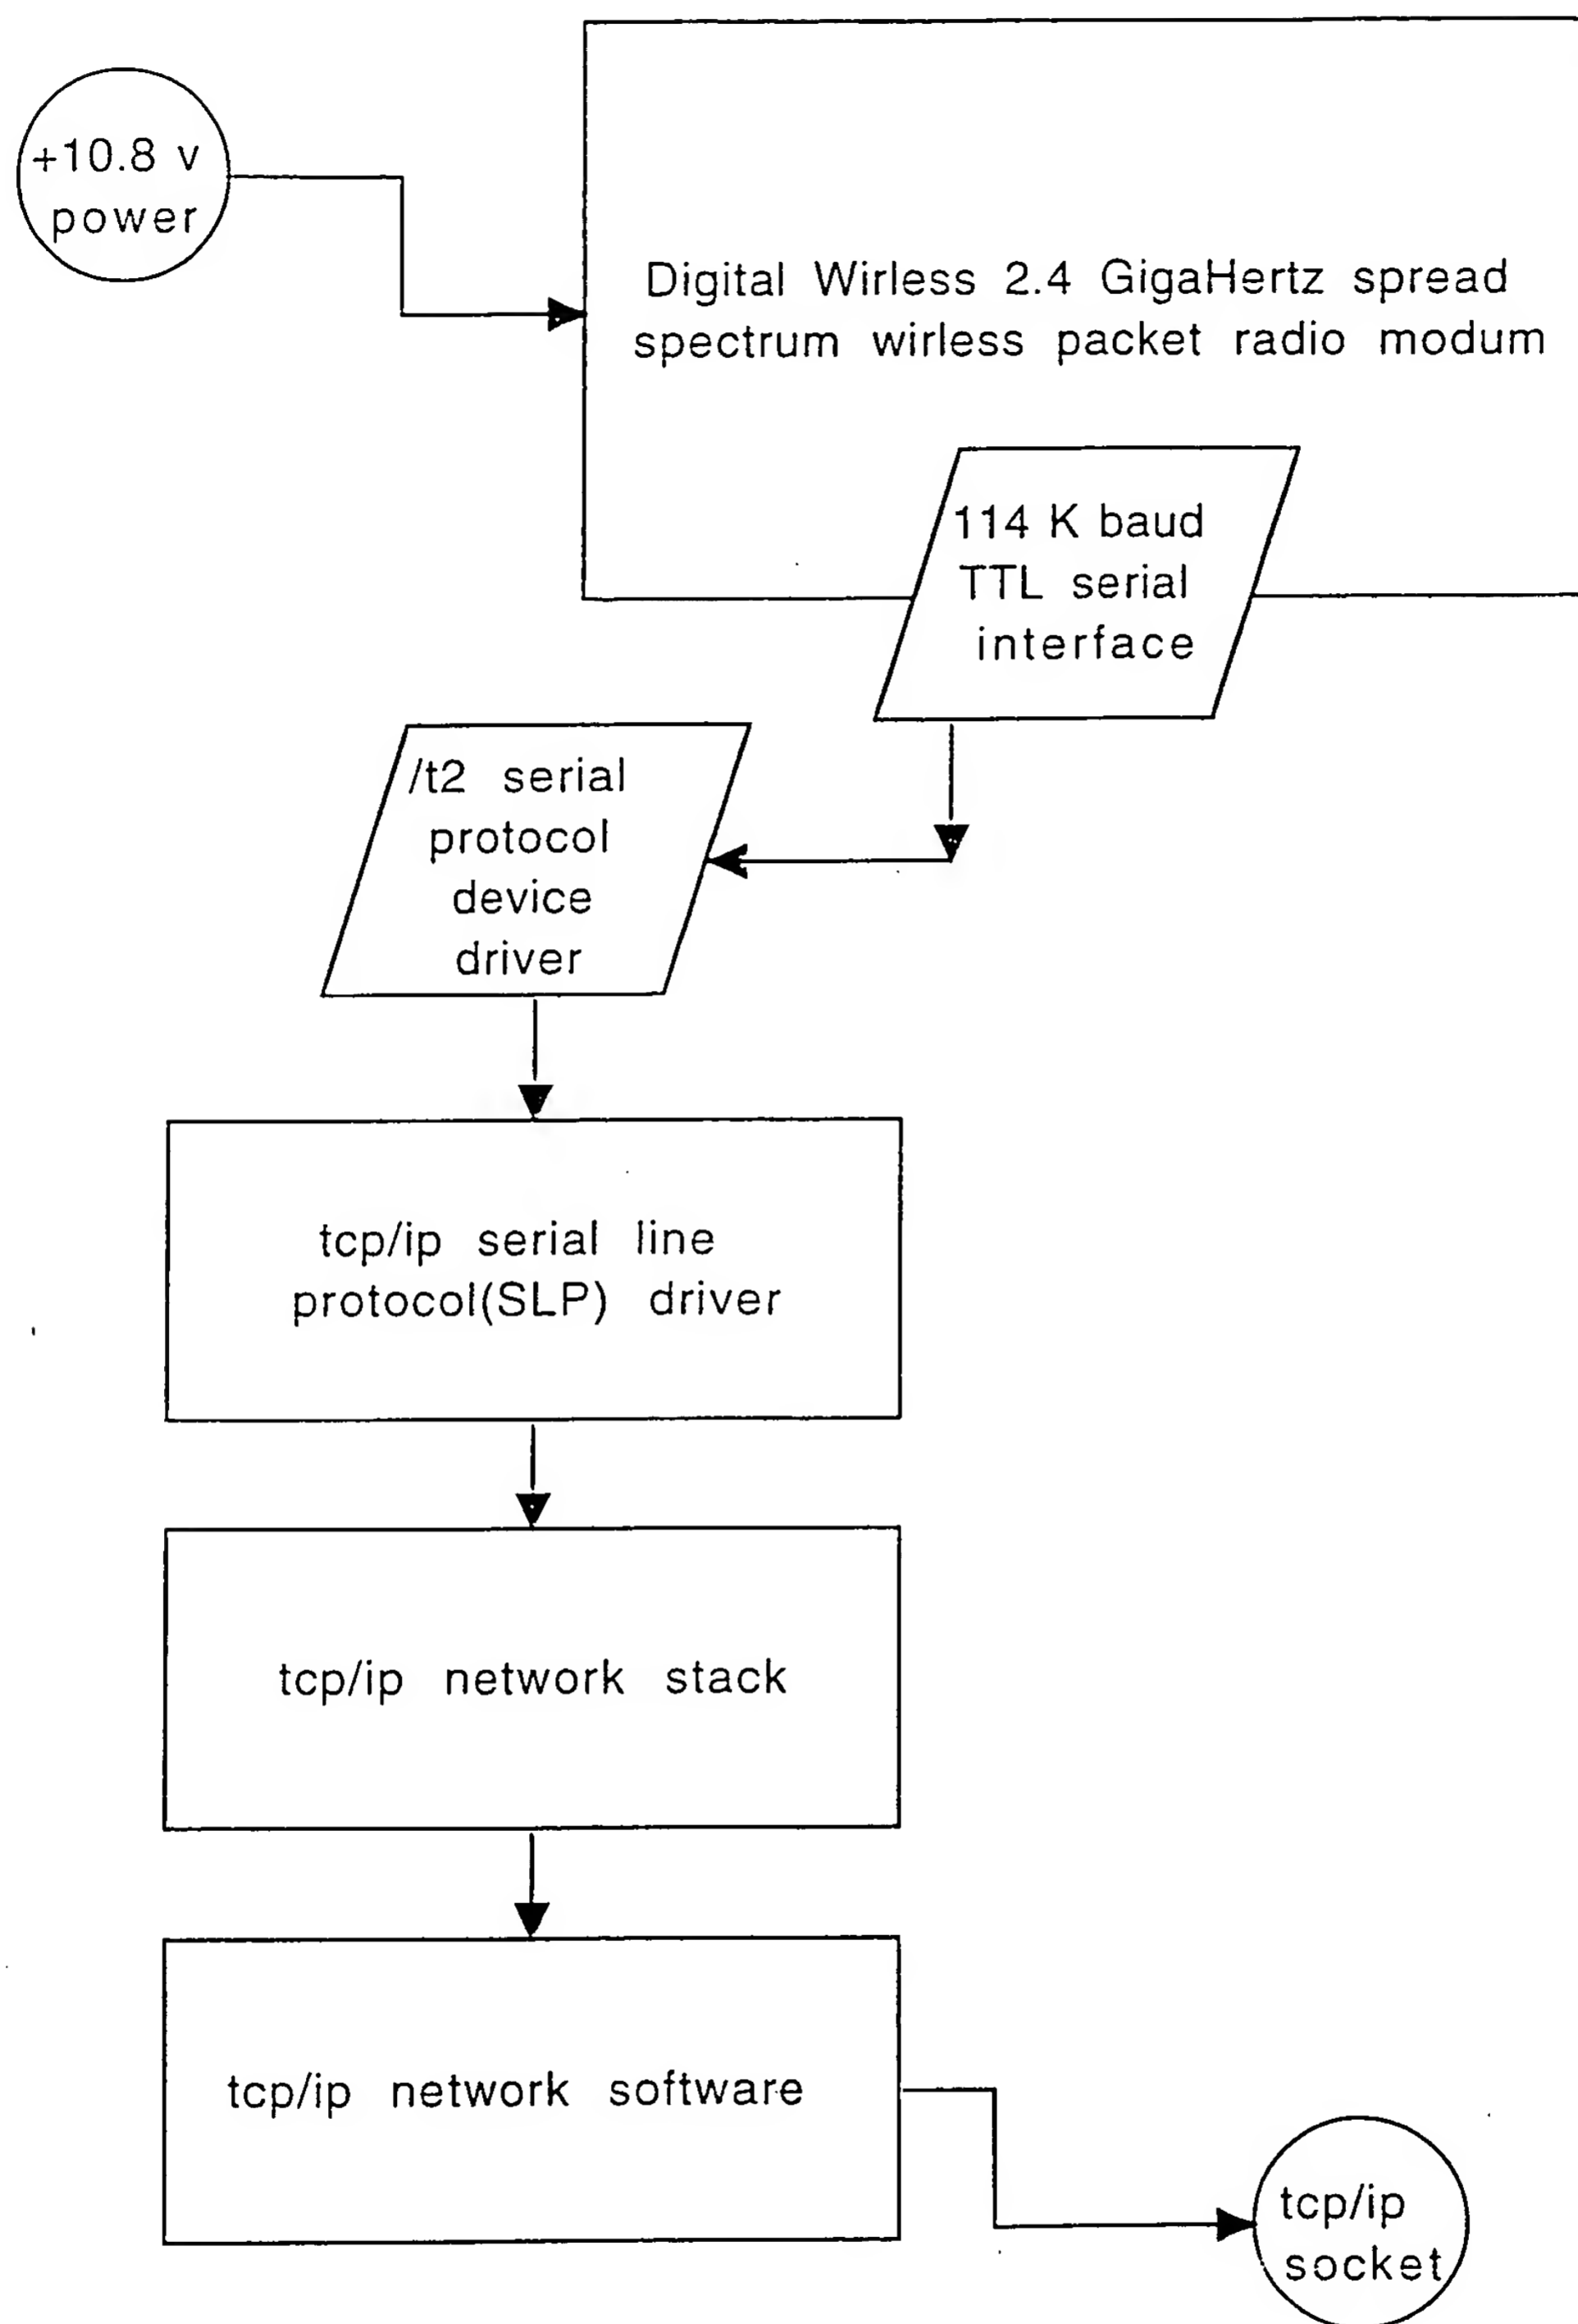 +10.8 v
power
Digital Wirless 2.4 GigaHertz spread
spectrum wirless packet radio modum
114 K baud
TTL serial
interface
/t2 serial
protocol
device
driver
tcp/ip serial line
protocol(SLP) driver
tcp/ip network stack
tcp/ip network software
tcp/ip
socket